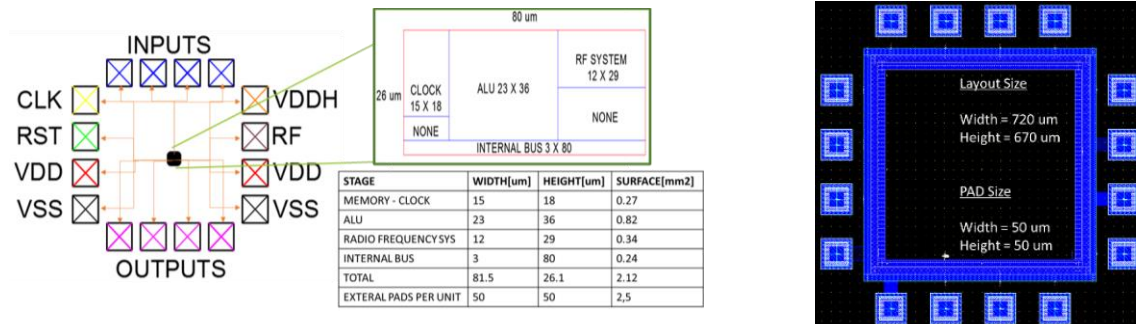 INPUTS
CLK
RST
VDD
VSS
VDDH
RF
VDD
VSS
OUTPUTS
80 um
26 um
CLOCK
15 X 18
NONE
ALU 23 X 36
RF SYSTEM
12 X 29
NONE
INTERNAL BUS 3 X 80
STAGE WIDTH[um] HEIGHT[um] SURFACE[mm2]
MEMORY - CLOCK 15 18 0.27
ALU 23 36 0.82
RADIO FREQUENCY SYS 12 29 0.34
INTERNAL BUS 3 80 0.24
TOTAL 81.5 26.1 2.12
EXTERAL PADS PER UNIT 50 50 2,5
Layout Size
Width = 720 um
Height = 670 um
PAD Size
Width = 50 um
Height = 50 um